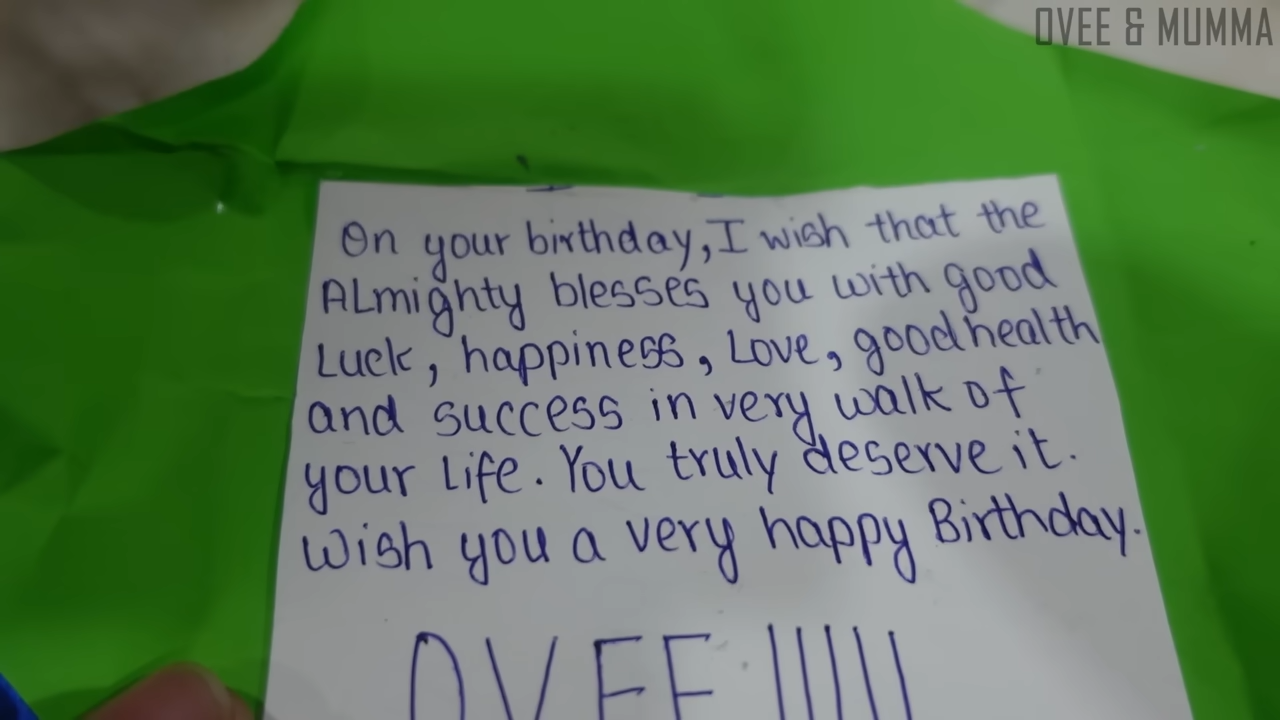 OVEE & MUMMA
On your birthday, I wish that the
ALmighty blesses you with good
Luck, happiness, Love, good health
and success in very walk of
your Life. You truly deserve it.
Wish you a very happy Birthday.
OVEE !!!!!